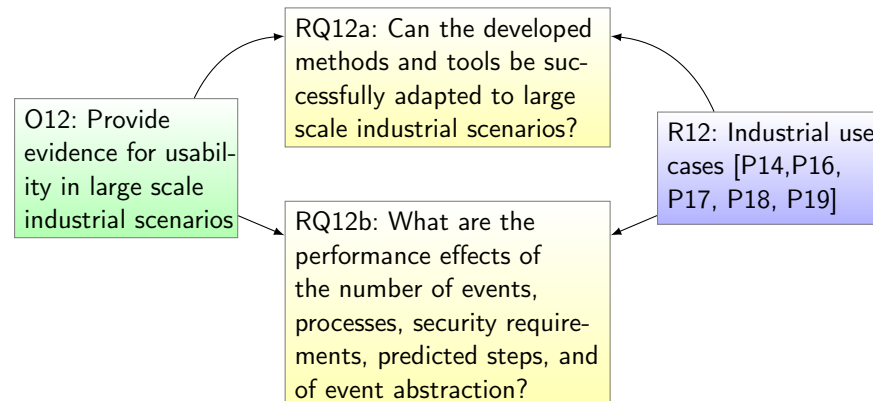 RQ12a: Can the developed
methods and tools be suc-
cessfully adapted to large
scale industrial scenarios?
O12: Provide
evidence for usabil-
ity in large scale
industrial scenarios
R12: Industrial use
cases [P14,P16,
P17, P18, P19]
RQ12b: What are the
performance effects of
the number of events,
processes, security require-
ments, predicted steps, and
of event abstraction?